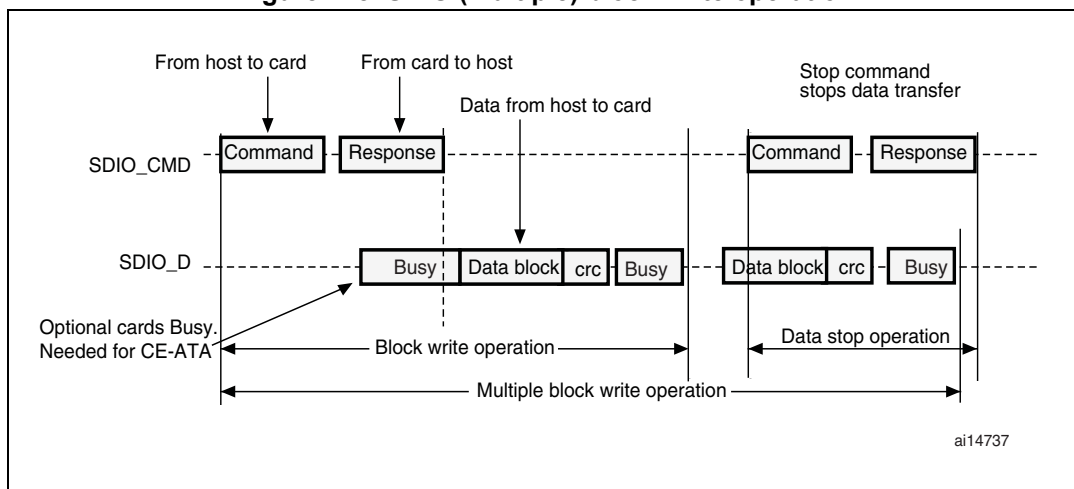 From host to card
From card to host
Stop command
stops data transfer
Data from host to card
SDIO_CMD
Command
Response
Command
Response
SDIO_D
Busy
Data block
crc
Busy
Data block
crc
Busy
Optional cards Busy.
Needed for CE-ATA
Block write operation
Data stop operation
Multiple block write operation
ai14737